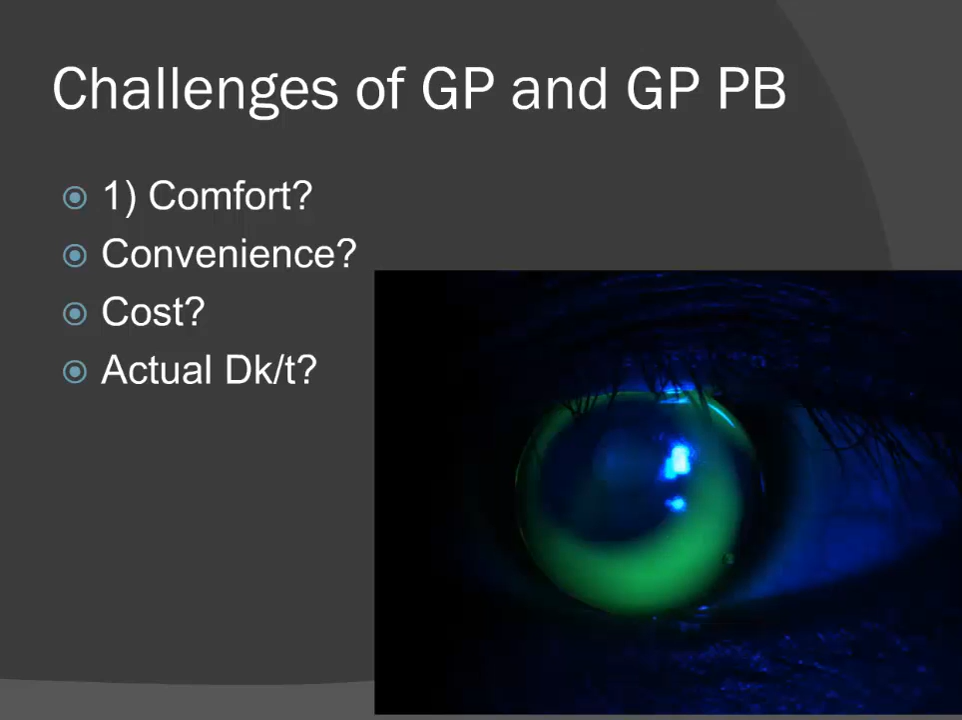 Challenges of GP and GP PB
1) Comfort?
Convenience?
Cost?
Actual Dk/t?